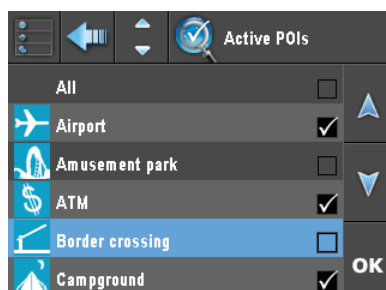 Active POIs
All
Airport
Amusement park
ATM
Border crossing
Campground
OK